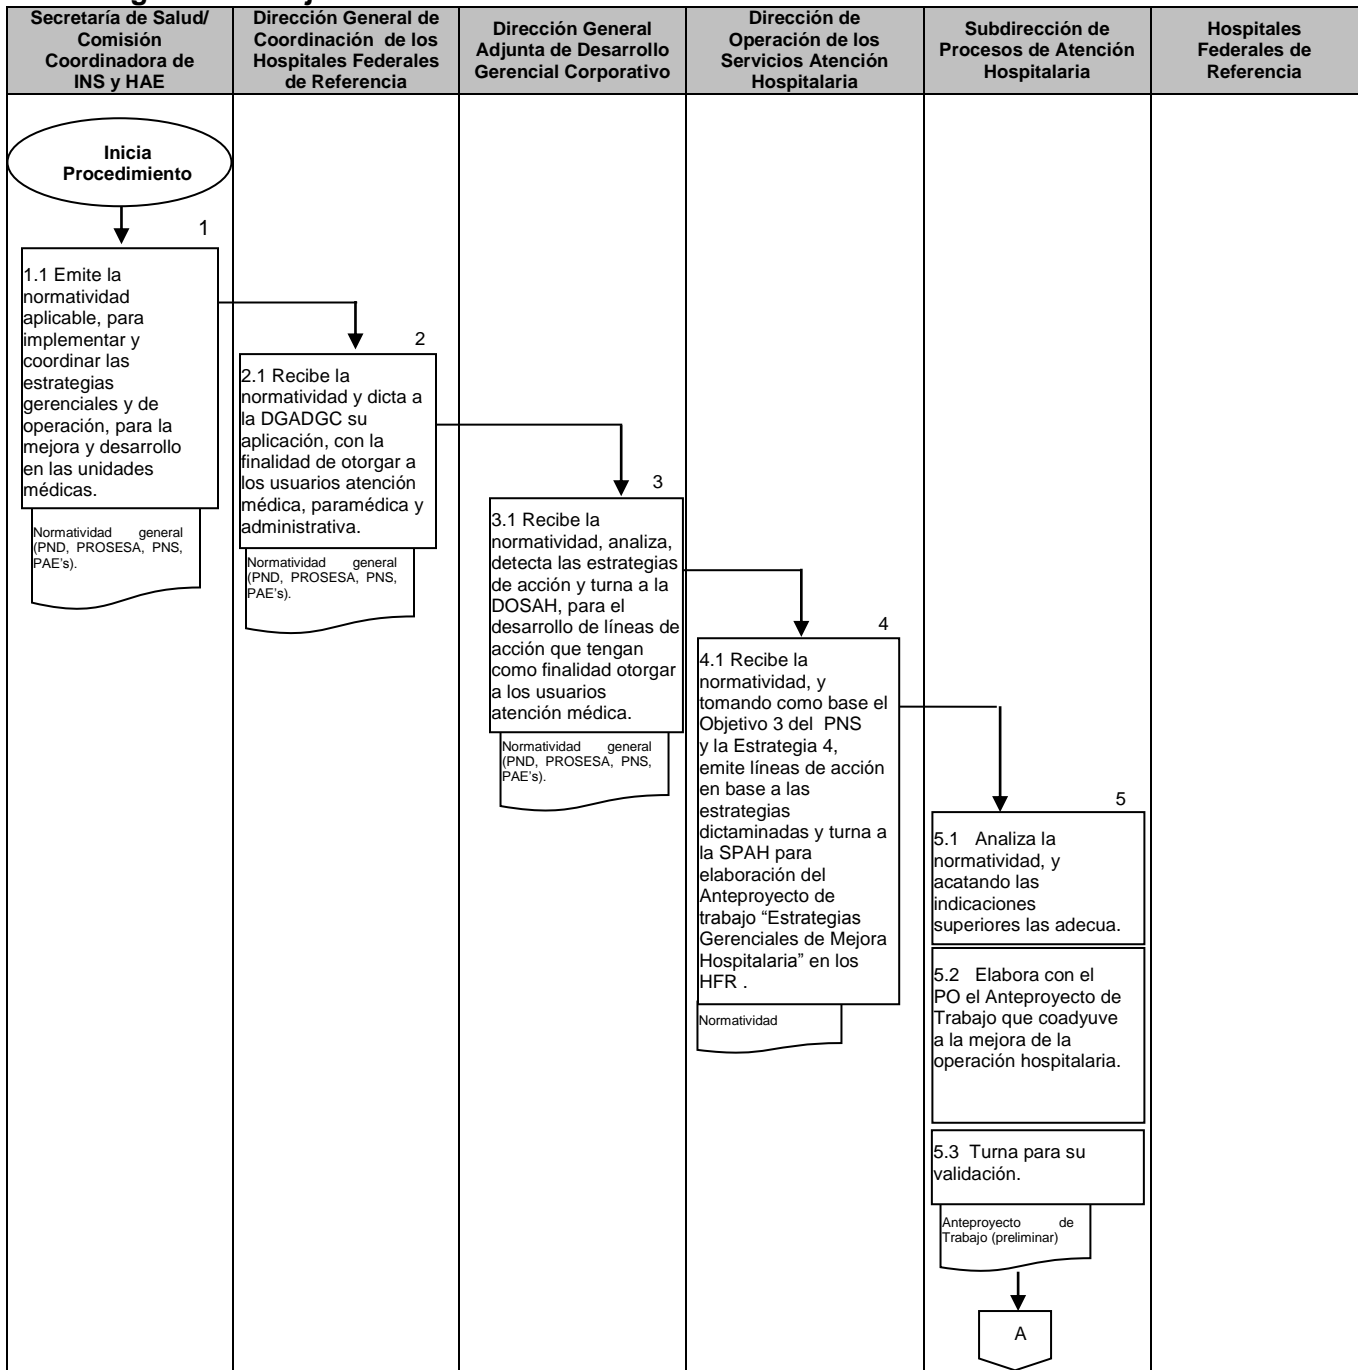 Secretaría de Salud/
Comisión
Coordinadora de
INS y HAE
Dirección General de
Coordinación de los
Hospitales Federales
de Referencia
Dirección General
Adjunta de Desarrollo
Gerencial Corporativo
Dirección de
Operación de los
Servicios Atención
Hospitalaria
Subdirección de
Procesos de Atención
Hospitalaria
Hospitales
Federales de
Referencia
Inicia
Procedimiento
1
1.1 Emite la
normatividad
aplicable, para
implementar y
coordinar las
estrategias
gerenciales y de
operación, para la
mejora y desarrollo
en las unidades
médicas.
Normatividad general
(PND, PROSESA, PNS,
PAE's).
2
2.1 Recibe la
normatividad y dicta a
la DGADGC su
aplicación, con la
finalidad de otorgar a
los usuarios atención
médica, paramédica y
administrativa.
Normatividad general
(PND, PROSESA, PNS,
PAE's).
3
3.1 Recibe la
normatividad, analiza,
detecta las estrategias
de acción y turna a la
DOSAH, para el
desarrollo de líneas de
acción que tengan
como finalidad otorgar
a los usuarios
atención médica.
Normatividad general
(PND, PROSESA, PNS,
PAE's).
4
4.1 Recibe la
normatividad, y
tomando como base el
Objetivo 3 del PNS
y la Estrategia 4,
emite líneas de acción
en base a las
estrategias
dictaminadas y turna a
la SPAH para
elaboración del
Anteproyecto de
trabajo “Estrategias
Gerenciales de Mejora
Hospitalaria” en los
HFR .
Normatividad
5
5.1 Analiza la
normatividad, y
acatando las
indicaciones
superiores las adecua.
5.2 Elabora con el
PO el Anteproyecto de
Trabajo que coadyuve
a la mejora de la
operación hospitalaria.
5.3 Turna para su
validación.
Anteproyecto de
Trabajo (preliminar)
A